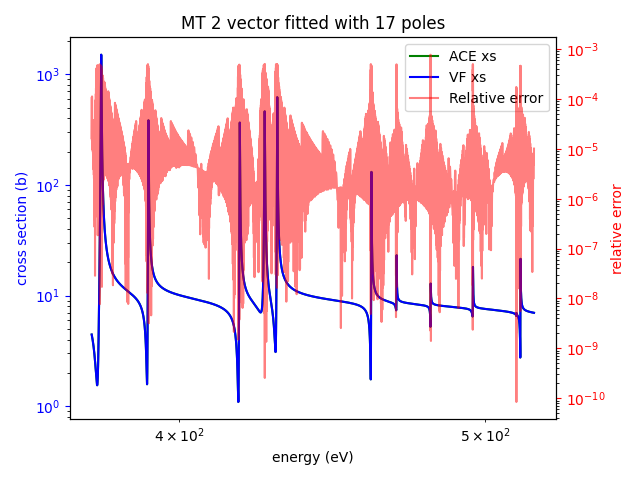 MT 2 vector fitted with 17 poles
ACE xs
VF xs
Relative error
cross section (b)
10³
10²
10¹
10⁰
relative error
10⁻³
10⁻⁴
10⁻⁵
10⁻⁶
10⁻⁷
10⁻⁸
10⁻⁹
10⁻¹⁰
4 × 10²
5 × 10²
energy (eV)